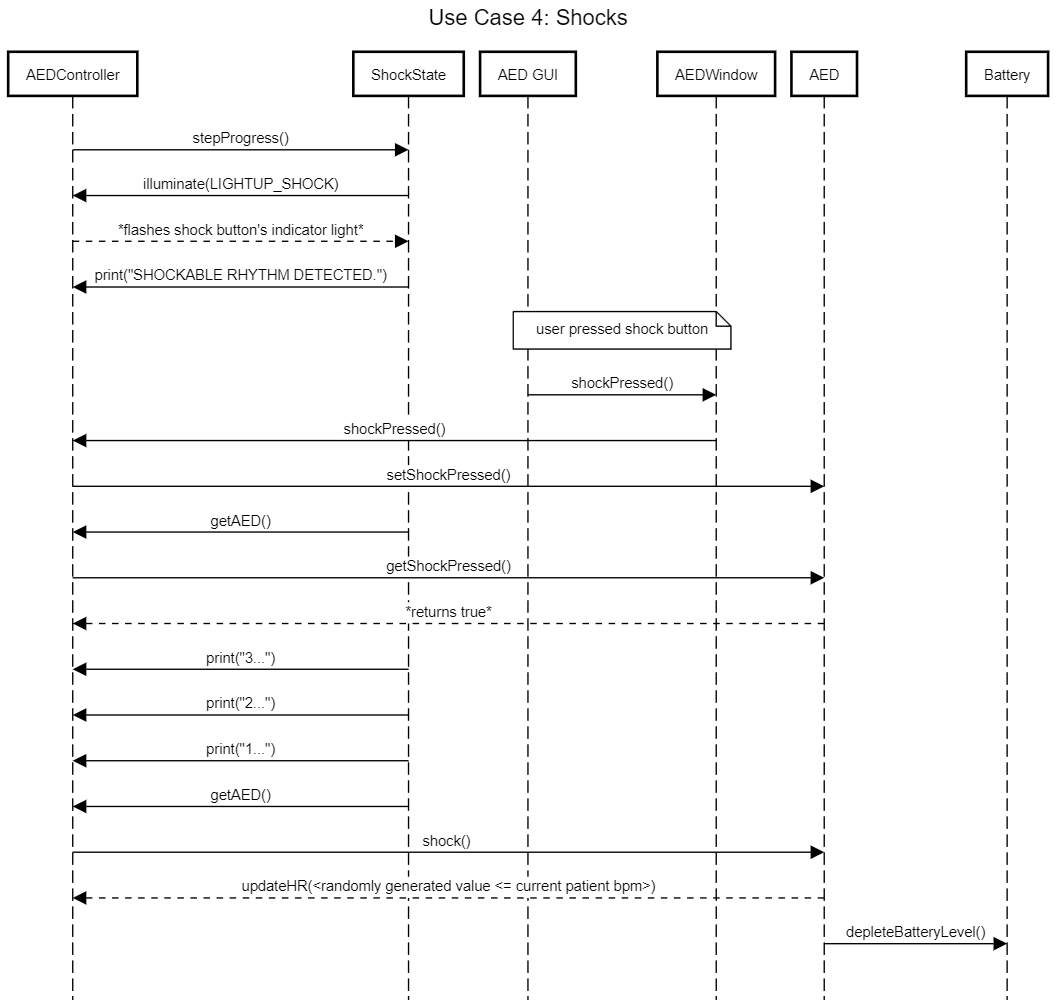 Use Case 4: Shocks
AEDController
ShockState
AED GUI
AEDWindow
AED
Battery
stepProgress()
illuminate(LIGHTUP_SHOCK)
*flashes shock button's indicator light*
print("SHOCKABLE RHYTHM DETECTED.")
user pressed shock button
shockPressed()
shockPressed()
setShockPressed()
getAED()
getShockPressed()
*returns true*
print("3...")
print("2...")
print("1...")
getAED()
shock()
updateHR(<randomly generated value <= current patient bpm>)
depleteBatteryLevel()